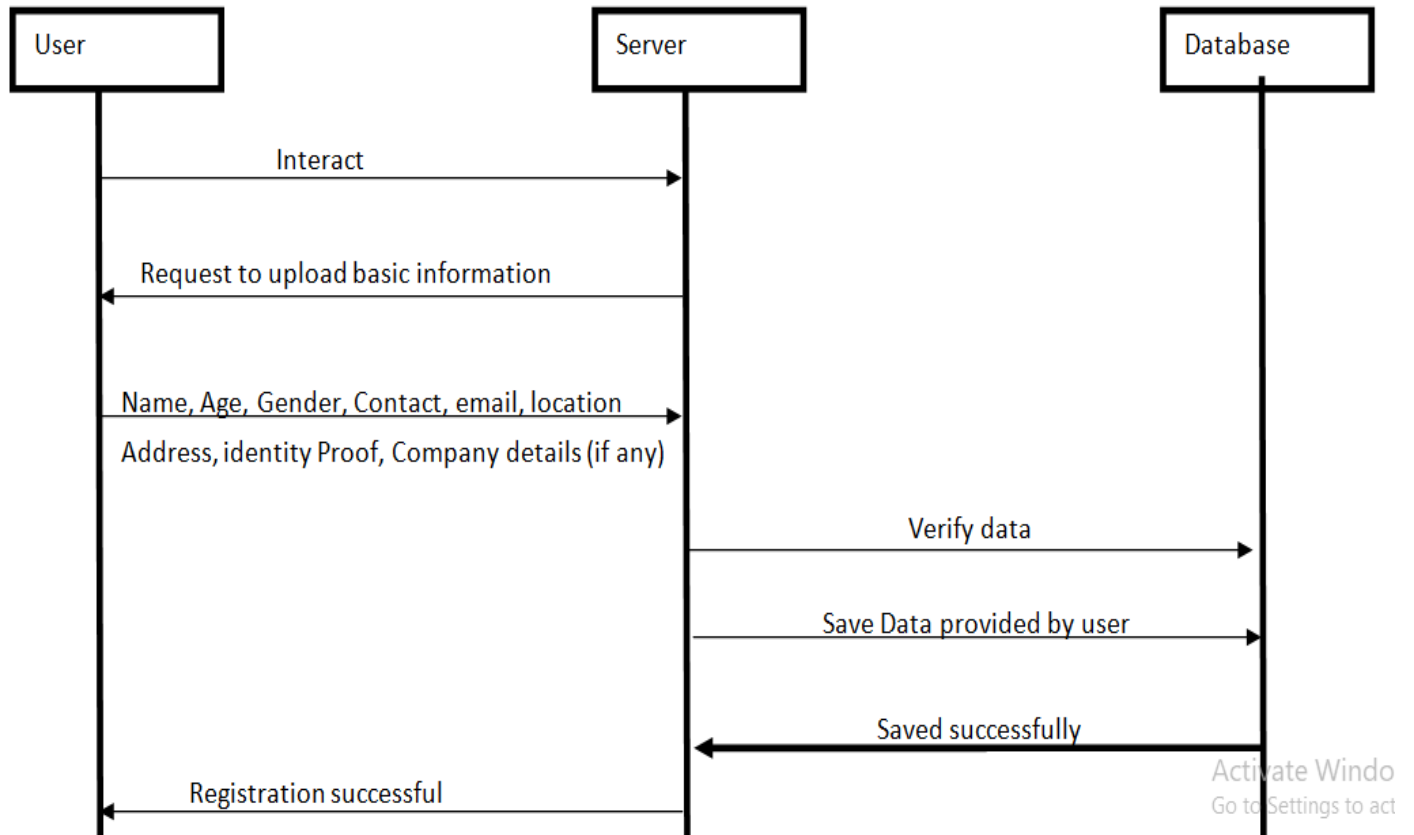 User
Server
Database
Interact
Request to upload basic information
Name, Age, Gender, Contact, email, location
Address, identity Proof, Company details (if any)
Verify data
Save Data provided by user
Saved successfully
Activate Windo
Go to Settings to act
Registration successful